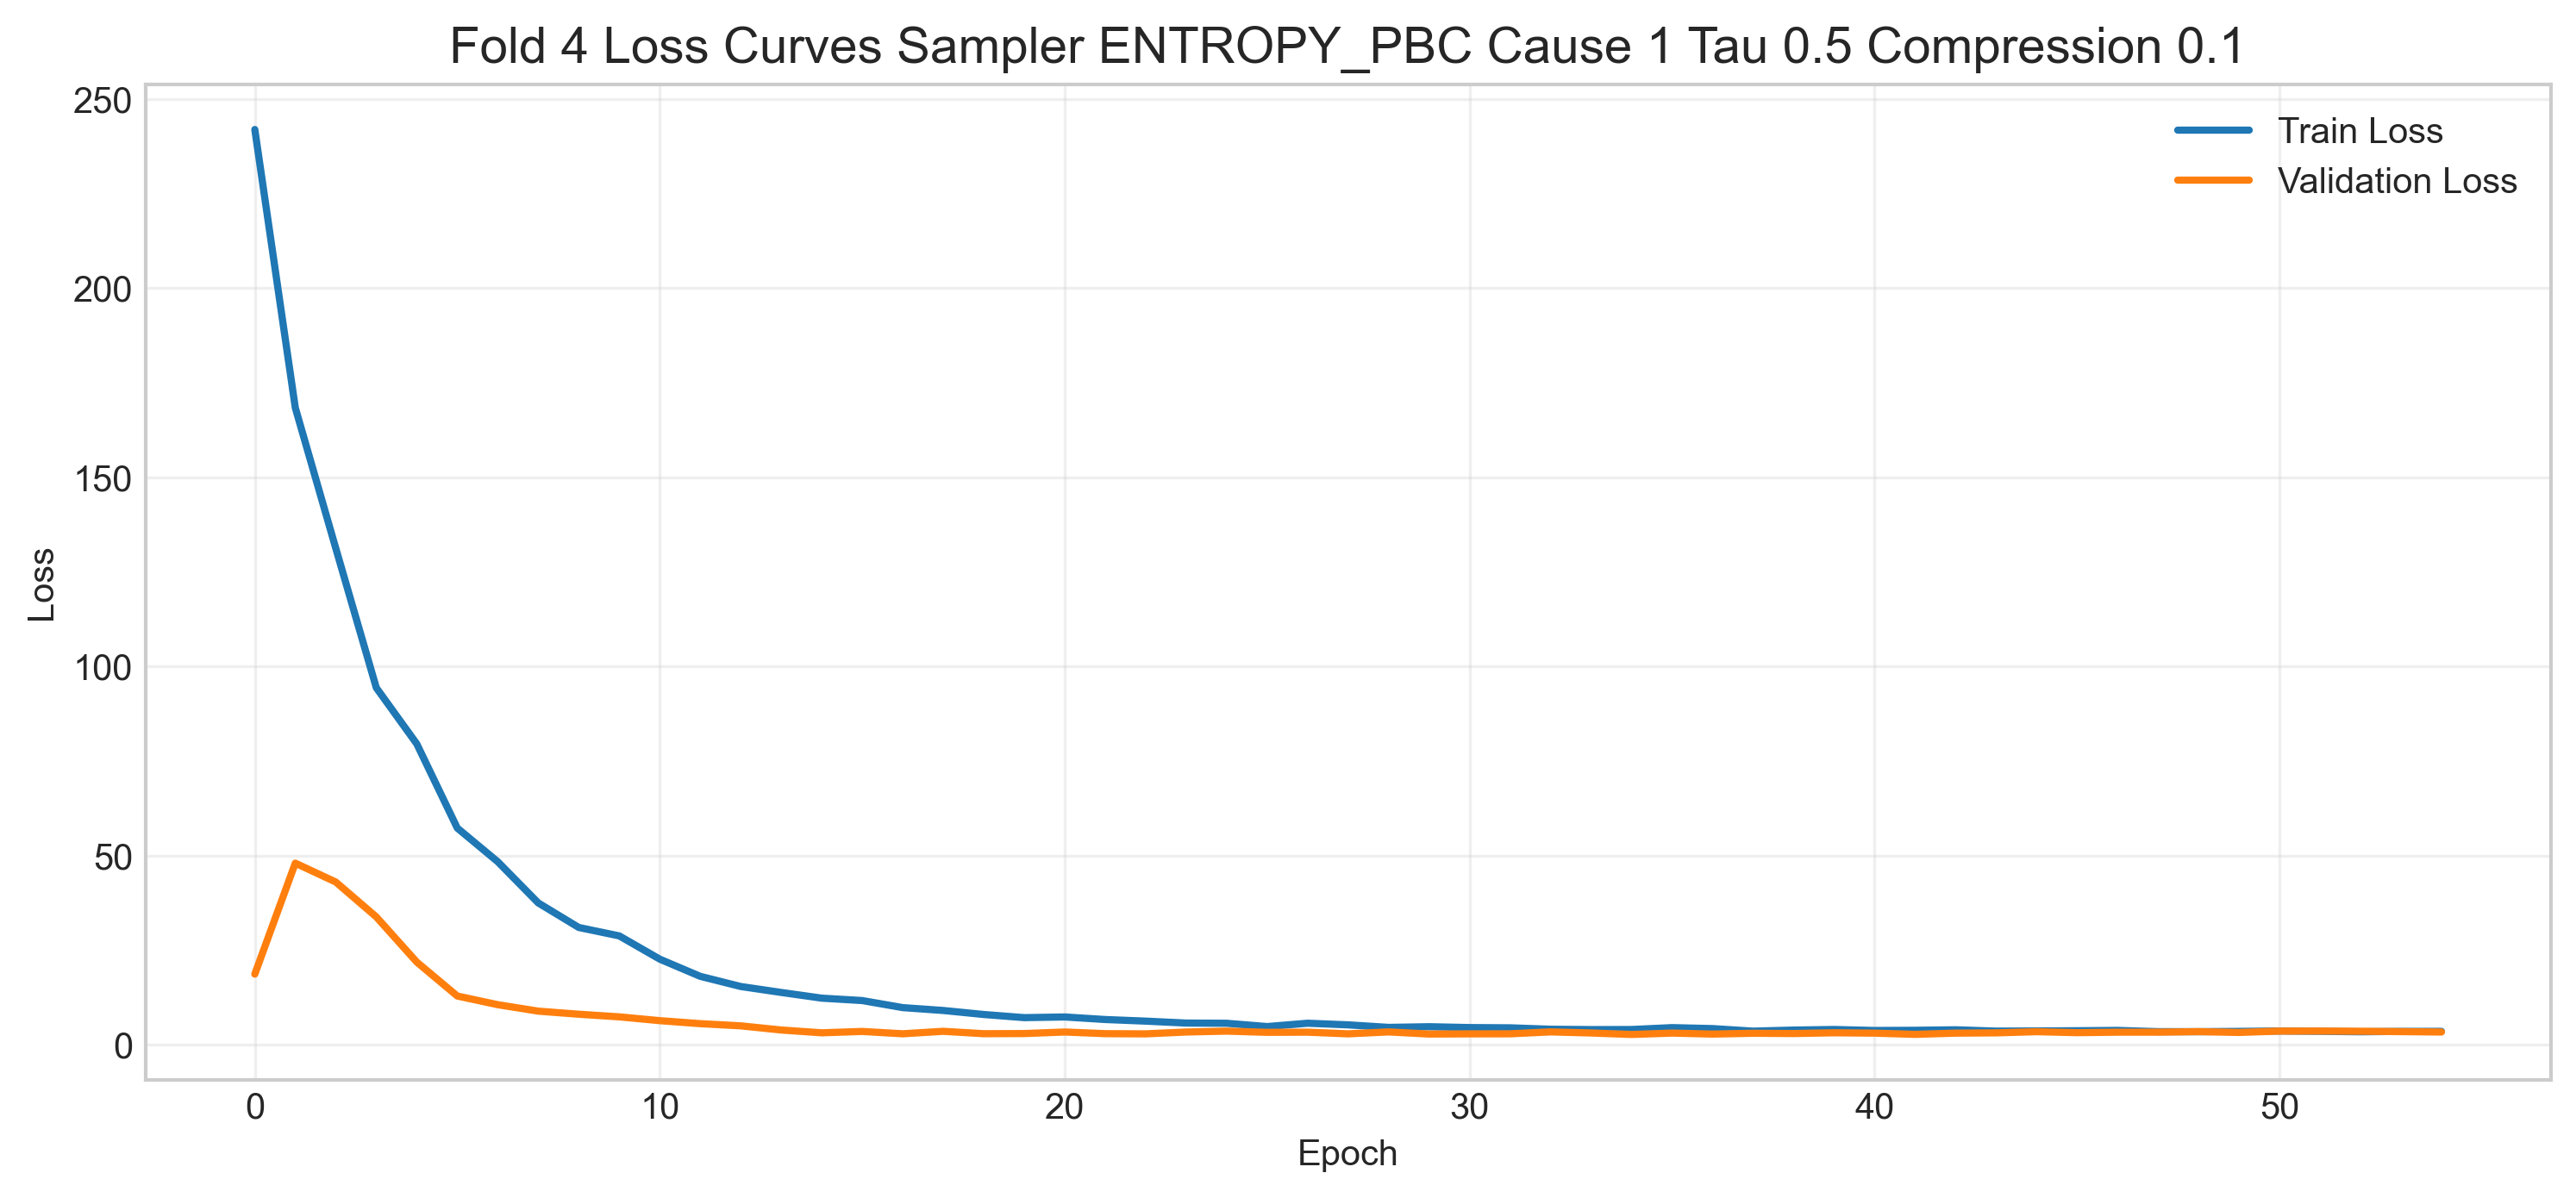 Fold 4 Loss Curves Sampler ENTROPY_PBC Cause 1 Tau 0.5 Compression 0.1
250
200
150
100
50
0
Loss
Train Loss
Validation Loss
0 10 20 30 40 50
Epoch